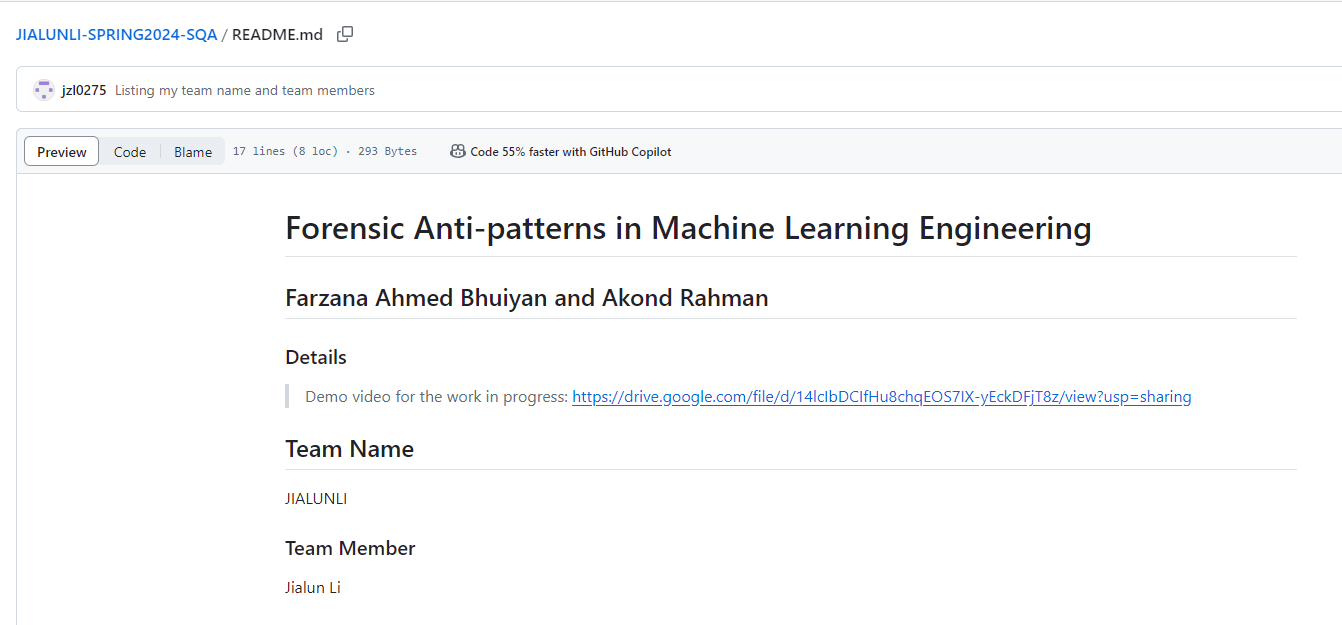 JIALUNLI-SPRING2024-SQA / README.md
jzl0275 Listing my team name and team members
Preview Code Blame 17 lines (8 loc) · 293 Bytes Code 55% faster with GitHub Copilot
Forensic Anti-patterns in Machine Learning Engineering
Farzana Ahmed Bhuiyan and Akond Rahman
Details
Demo video for the work in progress: https://drive.google.com/file/d/14lcIbDCIfHu8chqEOS7IX-yEckDFjT8z/view?usp=sharing
Team Name
JIALUNLI
Team Member
Jialun Li